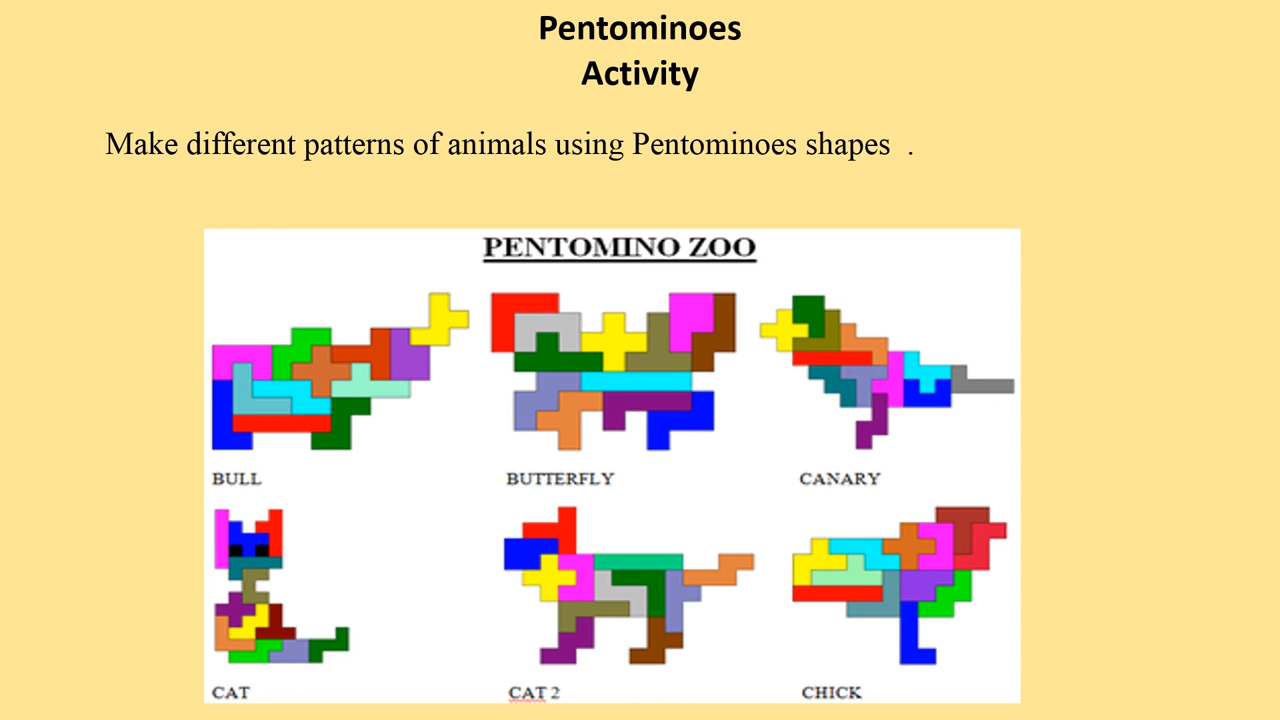 Pentominoes
Activity
Make different patterns of animals using Pentominoes shapes .
PENTOMINO ZOO
BULL
BUTTERFLY
CANARY
CAT
CAT 2
CHICK